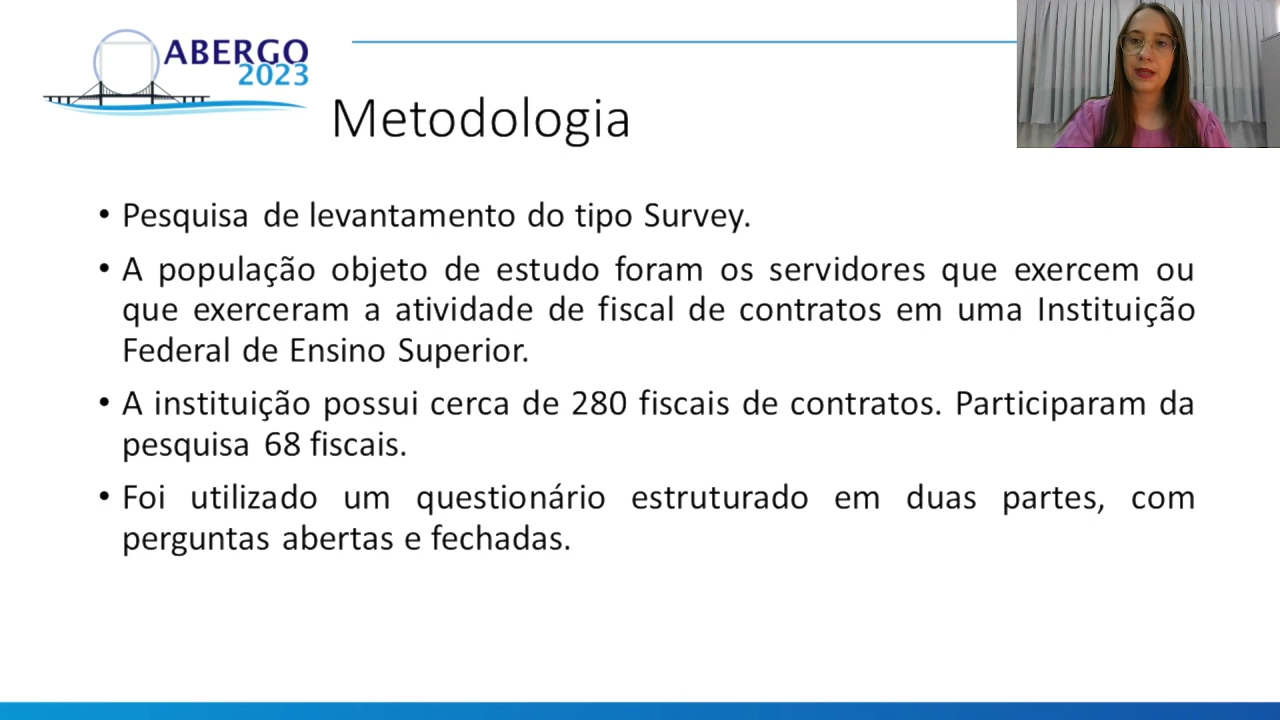 ABERGO
2023
Metodologia
• Pesquisa de levantamento do tipo Survey.
• A população objeto de estudo foram os servidores que exercem ou
que exerceram a atividade de fiscal de contratos em uma Instituição
Federal de Ensino Superior.
• A instituição possui cerca de 280 fiscais de contratos. Participaram da
pesquisa 68 fiscais.
• Foi utilizado um questionário estruturado em duas partes, com
perguntas abertas e fechadas.